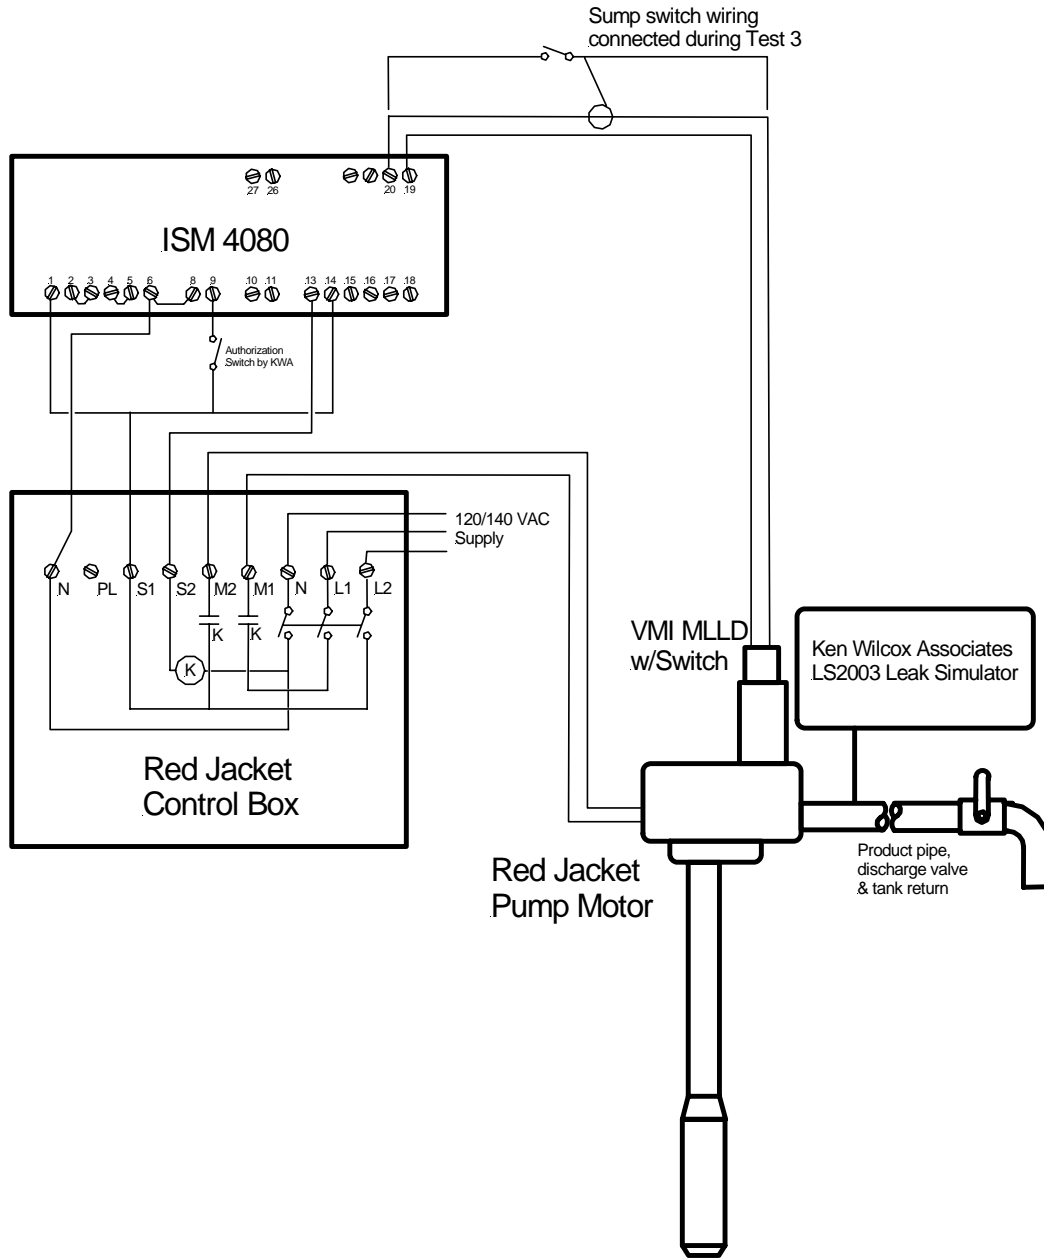 Sump switch wiring
connected during Test 3
27 26
20 19
ISM 4080
1 2 3 4 5 6 8 9 10 11 13 14 15 16 17 18
Authorization
Switch by KWA
120/140 VAC
Supply
N PL S1 S2 M2 M1 N L1 L2
K K
K
VMI MLLD
w/Switch
Ken Wilcox Associates
LS2003 Leak Simulator
Red Jacket
Control Box
Product pipe,
discharge valve
& tank return
Red Jacket
Pump Motor